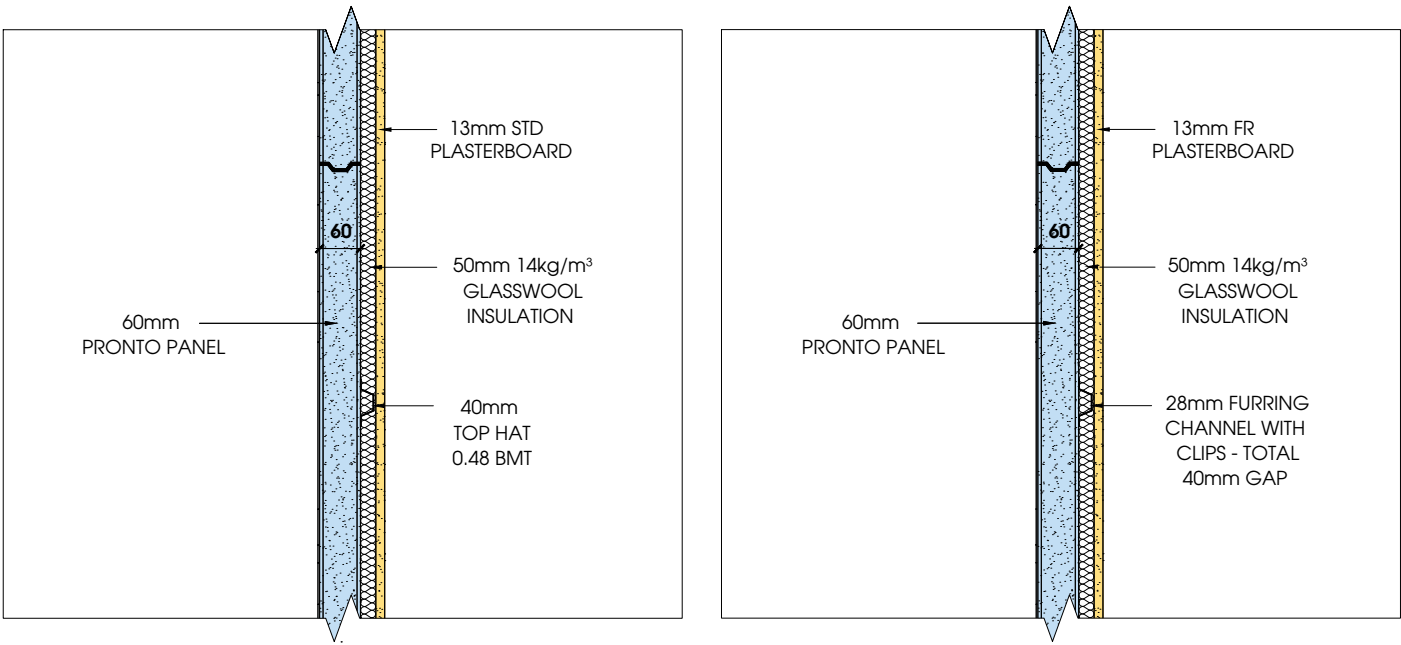 13mm STD
PLASTERBOARD
60
50mm 14kg/m³
GLASSWOOL
INSULATION
60mm
PRONTO PANEL
40mm
TOP HAT
0.48 BMT
13mm FR
PLASTERBOARD
60
50mm 14kg/m³
GLASSWOOL
INSULATION
60mm
PRONTO PANEL
28mm FURRING
CHANNEL WITH
CLIPS - TOTAL
40mm GAP